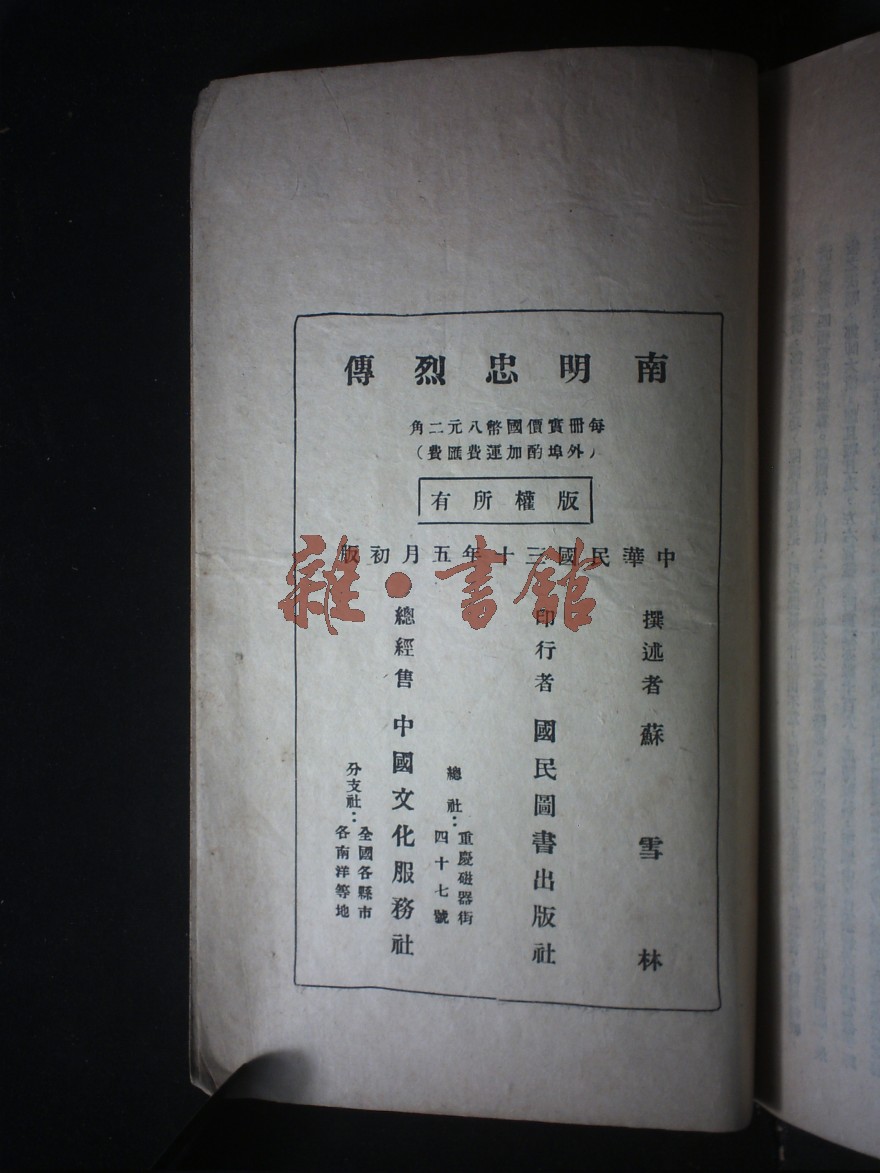 南明忠烈傳
每冊實價國幣八元二角
(外埠酌加運費匯費)
版權所有
中華民國三十年五月初版
撰述者 蘇雪林
印行者 國民圖書出版社
總經售 中國文化服務社
總社：重慶磁器街
四十七號
分支社：全國各縣市
各南洋等地
雜·書館